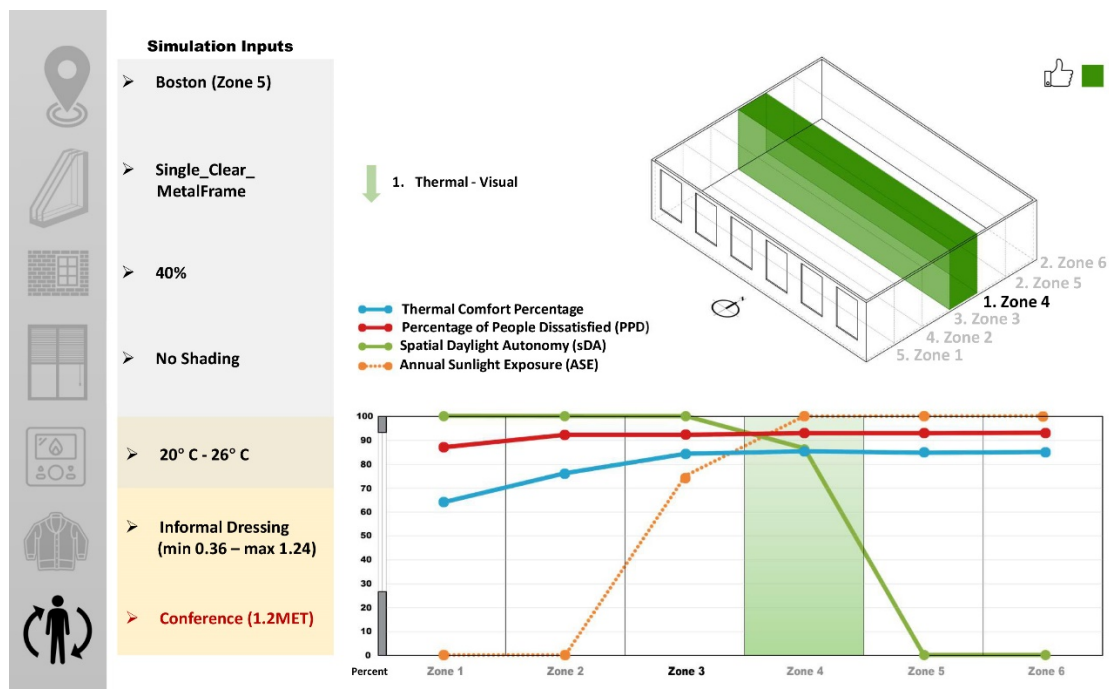 Simulation Inputs
➢ Boston (Zone 5)
➢ Single_Clear_
MetalFrame
➢ 40%
➢ No Shading
➢ 20° C - 26° C
➢ Informal Dressing
(min 0.36 – max 1.24)
➢ Conference (1.2MET)
1. Thermal - Visual
2. Zone 6
2. Zone 5
1. Zone 4
3. Zone 3
4. Zone 2
5. Zone 1
Thermal Comfort Percentage
Percentage of People Dissatisfied (PPD)
Spatial Daylight Autonomy (sDA)
Annual Sunlight Exposure (ASE)
100
90
80
70
60
50
40
30
20
10
0
Percent Zone 1 Zone 2 Zone 3 Zone 4 Zone 5 Zone 6